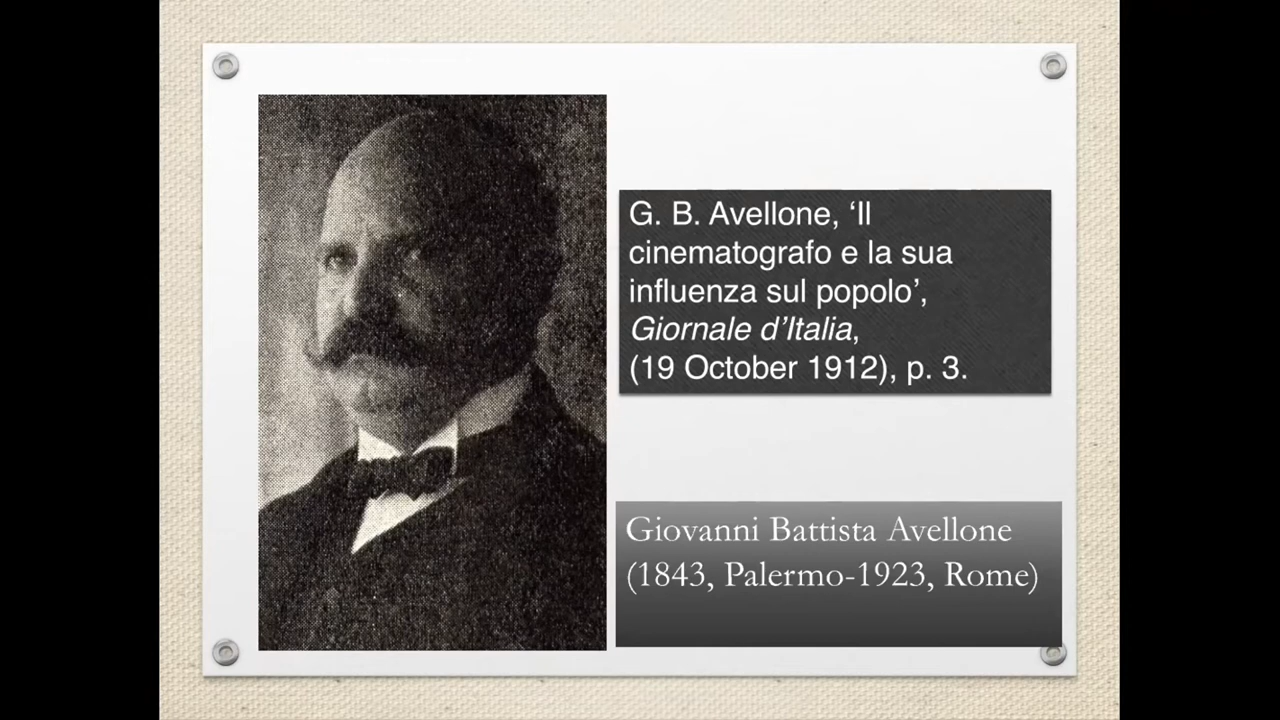 G. B. Avellone, ‘Il
cinematografo e la sua
influenza sul popolo’,
Giornale d’Italia,
(19 October 1912), p. 3.
Giovanni Battista Avellone
(1843, Palermo-1923, Rome)